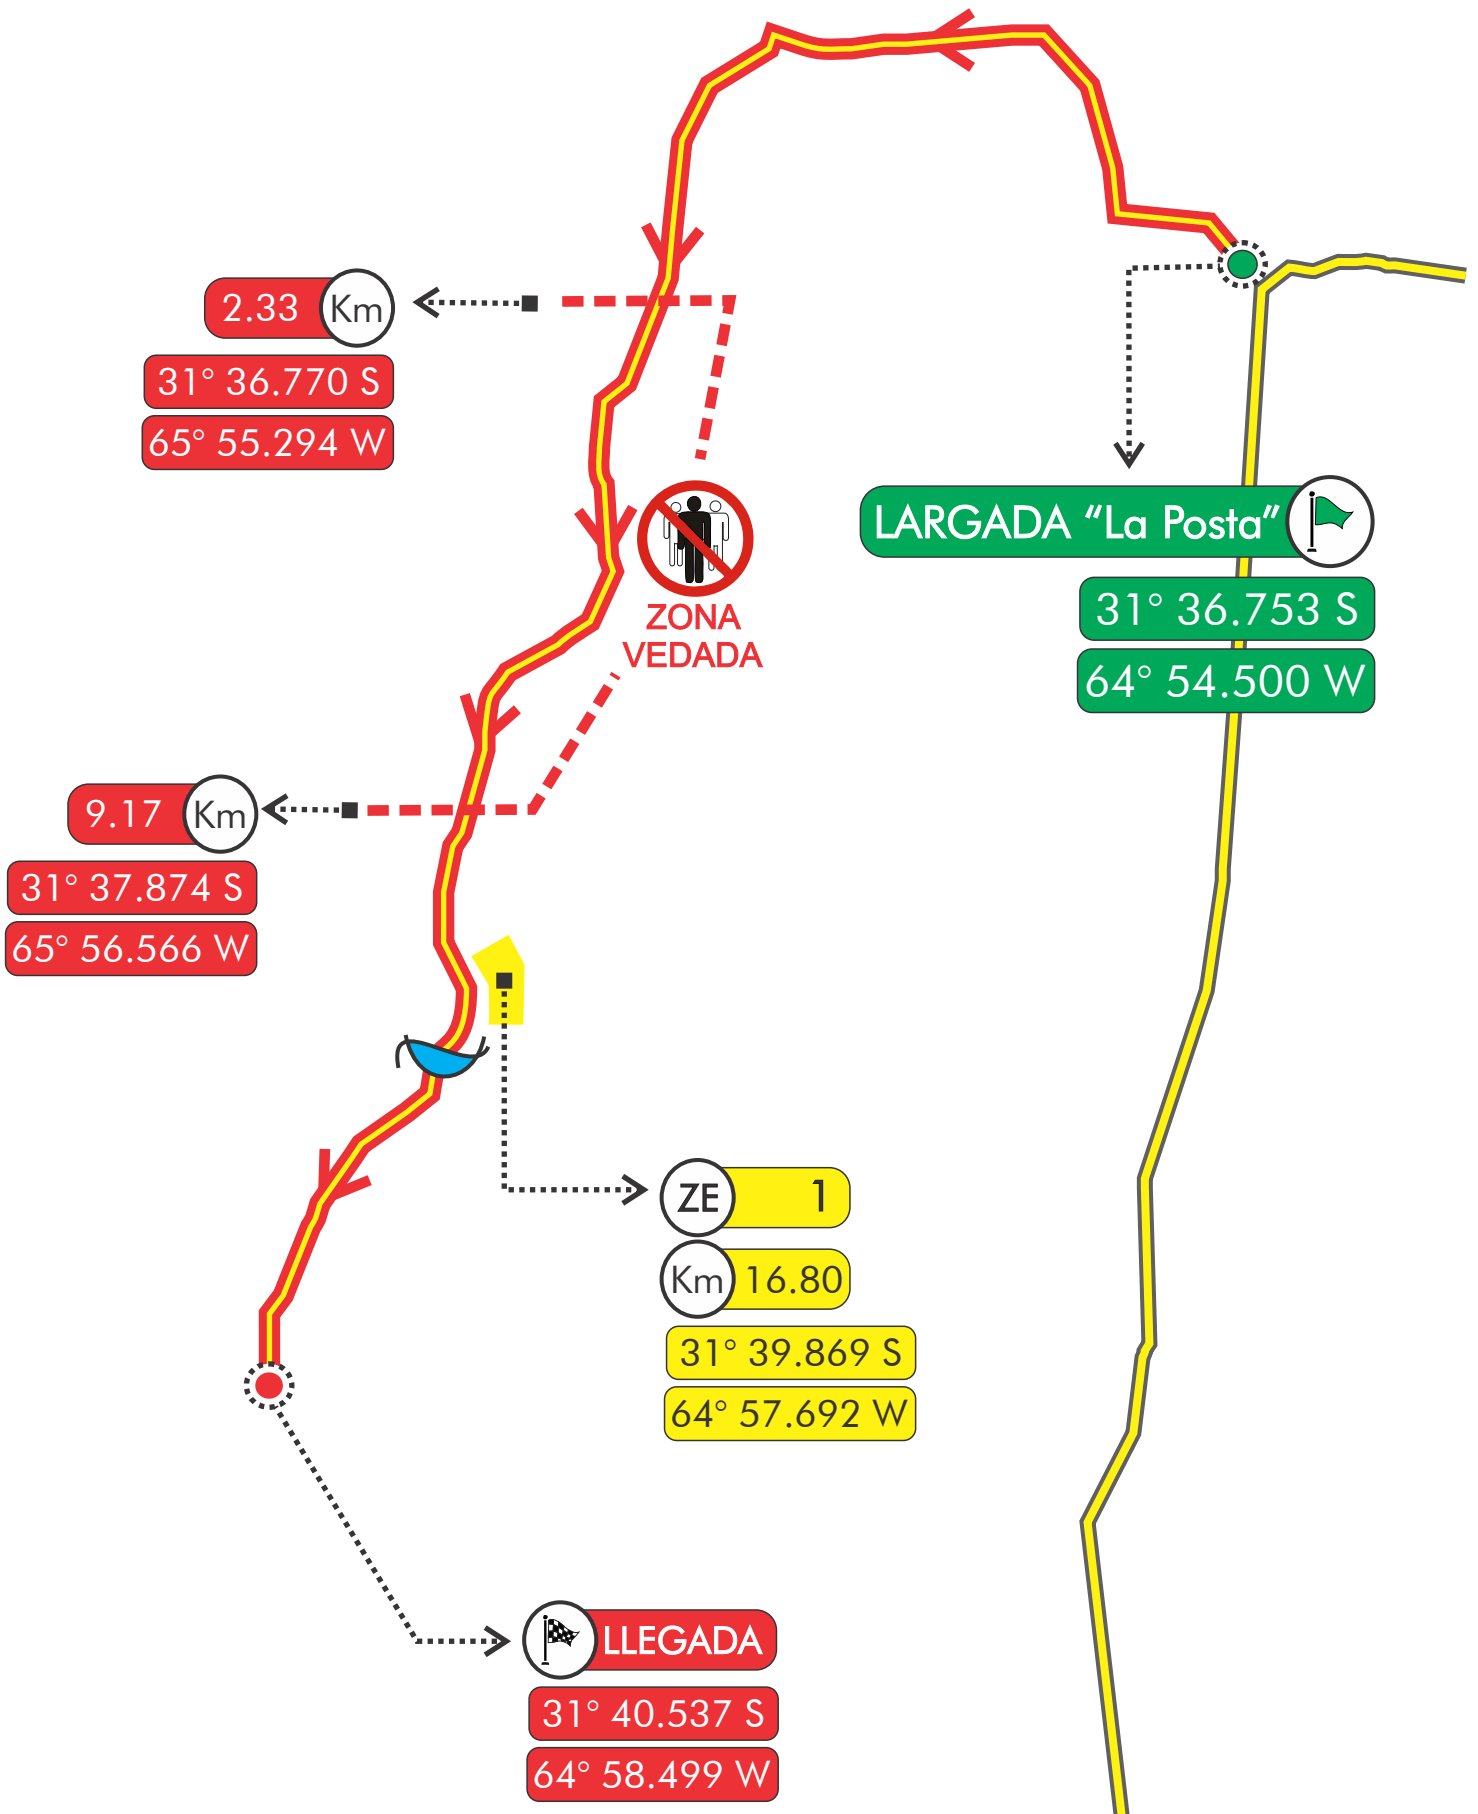 2.33 Km
31° 36.770 S
65° 55.294 W
LARGADA “La Posta”
31° 36.753 S
64° 54.500 W
ZONA
VEDADA
9.17 Km
31° 37.874 S
65° 56.566 W
ZE 1
Km 16.80
31° 39.869 S
64° 57.692 W
LLEGADA
31° 40.537 S
64° 58.499 W